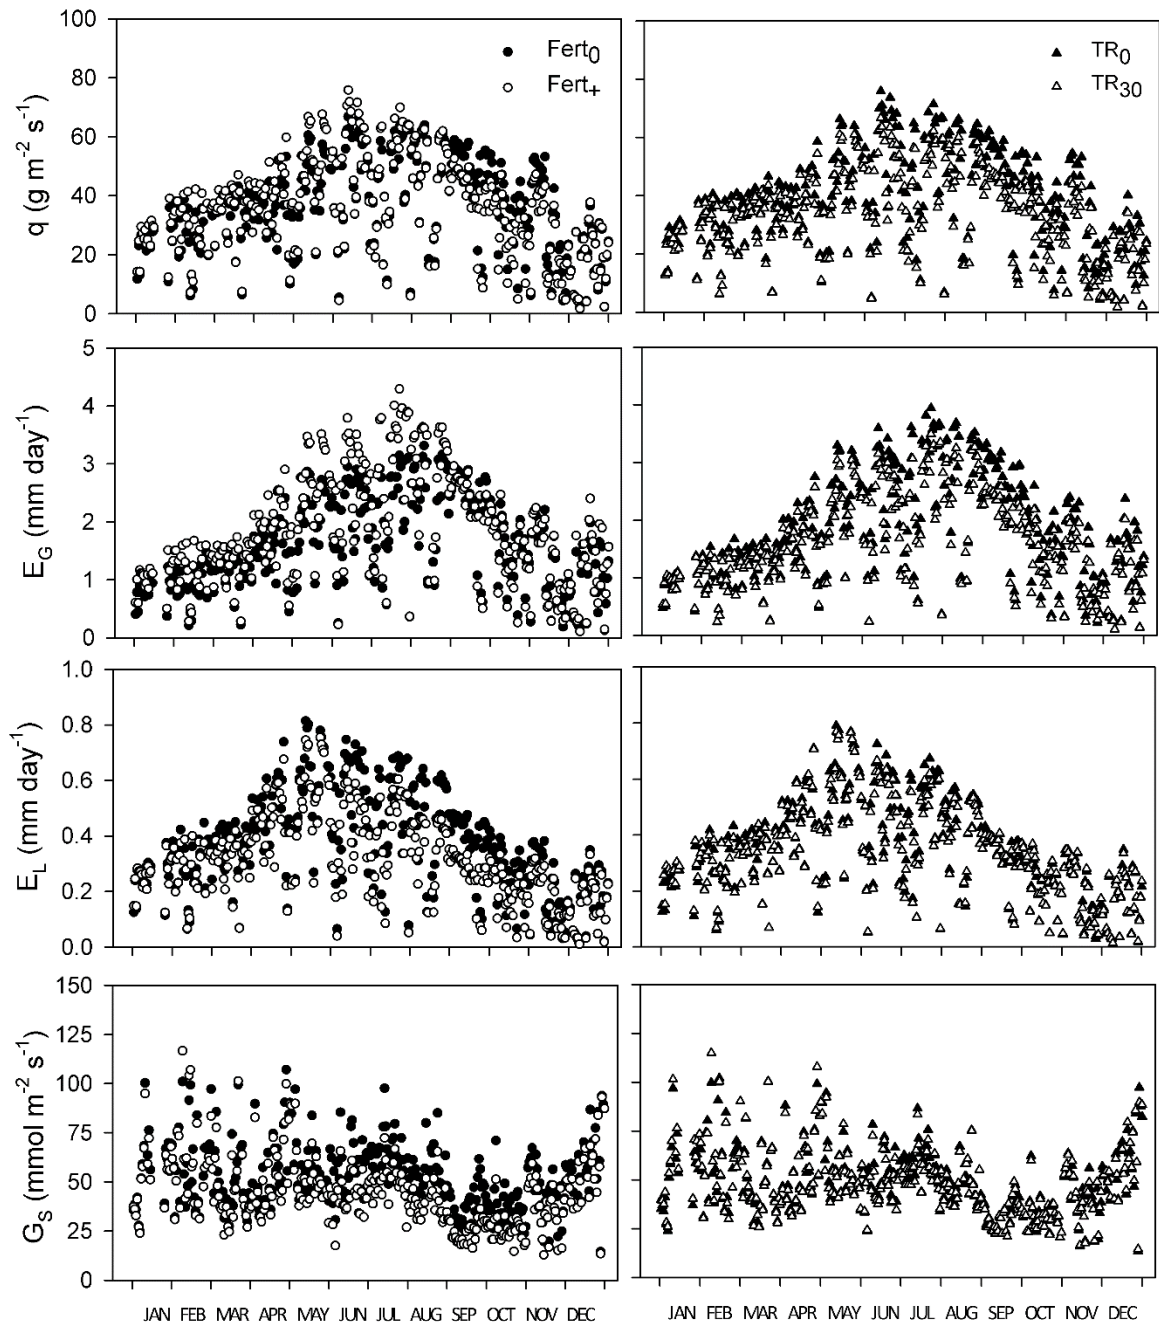 100
80
60
40
20
0
q (g m⁻² s⁻¹)
Fert₀
Fert₊
TR₀
TR₃₀
5
4
3
2
1
0
E_G (mm day⁻¹)
1.0
0.8
0.6
0.4
0.2
0.0
E_L (mm day⁻¹)
150
125
100
75
50
25
0
G_S (mmol m⁻² s⁻¹)
JAN FEB MAR APR MAY JUN JUL AUG SEP OCT NOV DEC
JAN FEB MAR APR MAY JUN JUL AUG SEP OCT NOV DEC